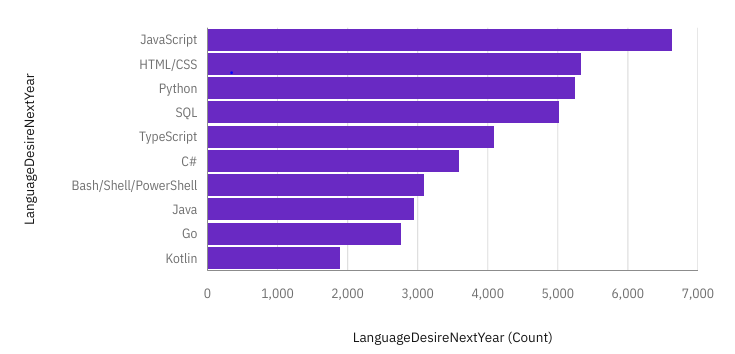 LanguageDesireNextYear
JavaScript
HTML/CSS
Python
SQL
TypeScript
C#
Bash/Shell/PowerShell
Java
Go
Kotlin
0 1,000 2,000 3,000 4,000 5,000 6,000 7,000
LanguageDesireNextYear (Count)